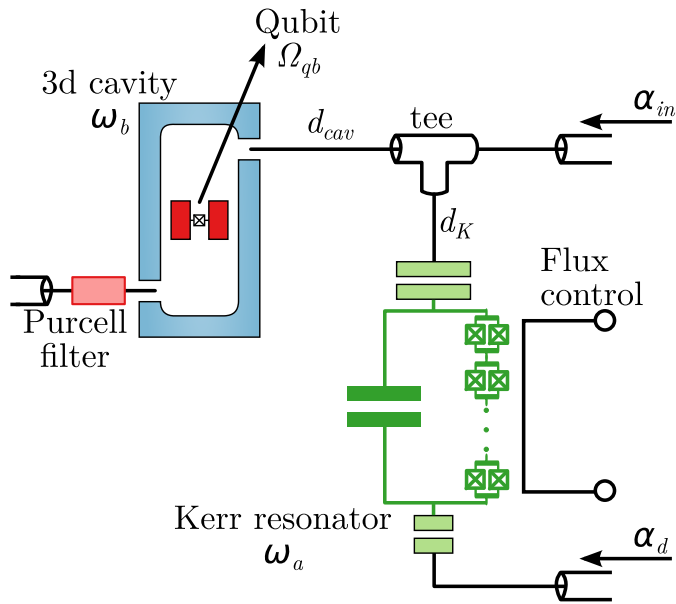 Qubit
Ω_qb
3d cavity
ω_b
d_cav
tee
α_in
d_K
Flux
control
Purcell
filter
Kerr resonator
ω_a
α_d